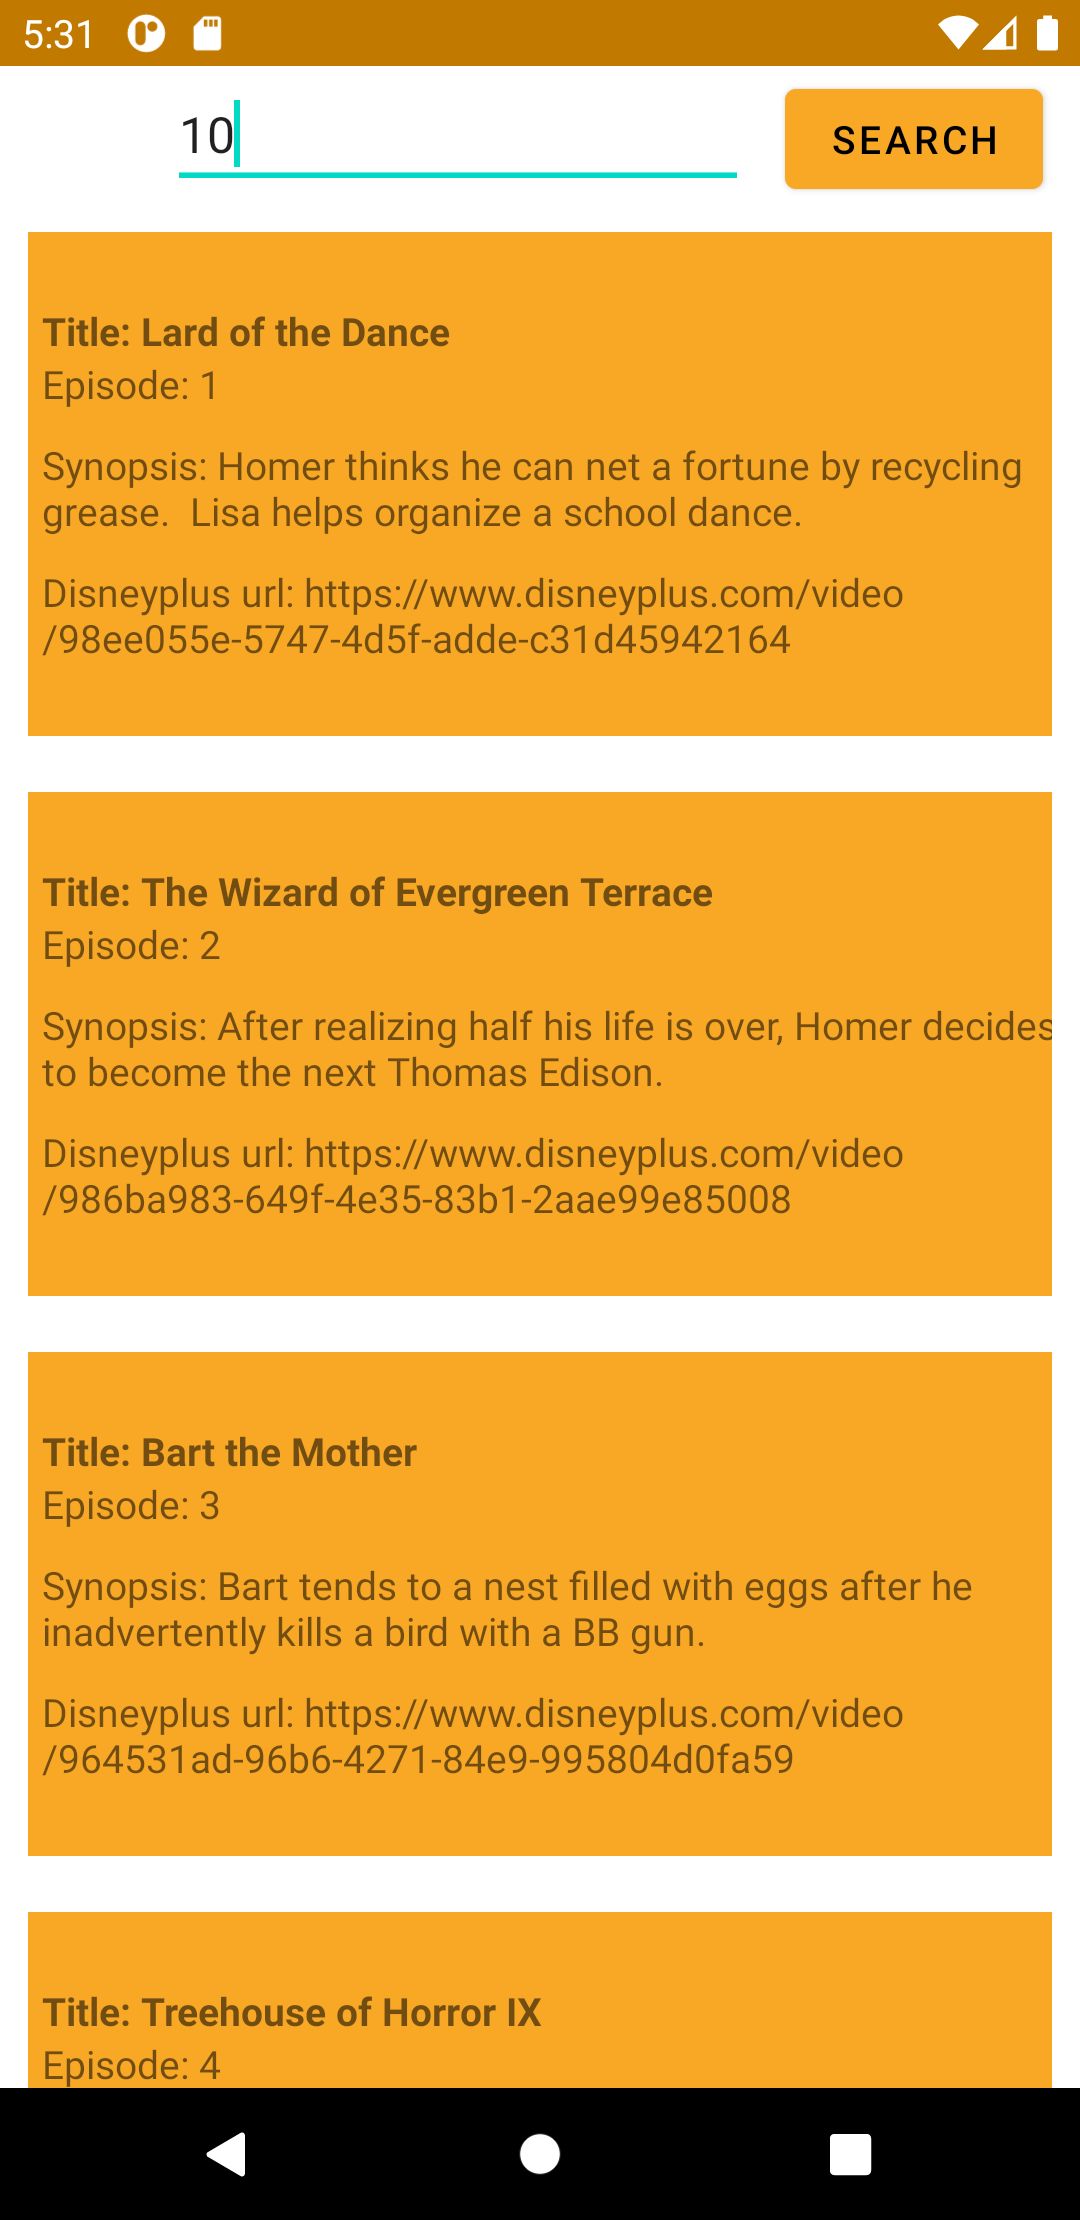 5:31
10
SEARCH
Title: Lard of the Dance
Episode: 1
Synopsis: Homer thinks he can net a fortune by recycling
grease.  Lisa helps organize a school dance.
Disneyplus url: https://www.disneyplus.com/video
/98ee055e-5747-4d5f-adde-c31d45942164
Title: The Wizard of Evergreen Terrace
Episode: 2
Synopsis: After realizing half his life is over, Homer decides
to become the next Thomas Edison.
Disneyplus url: https://www.disneyplus.com/video
/986ba983-649f-4e35-83b1-2aae99e85008
Title: Bart the Mother
Episode: 3
Synopsis: Bart tends to a nest filled with eggs after he
inadvertently kills a bird with a BB gun.
Disneyplus url: https://www.disneyplus.com/video
/964531ad-96b6-4271-84e9-995804d0fa59
Title: Treehouse of Horror IX
Episode: 4